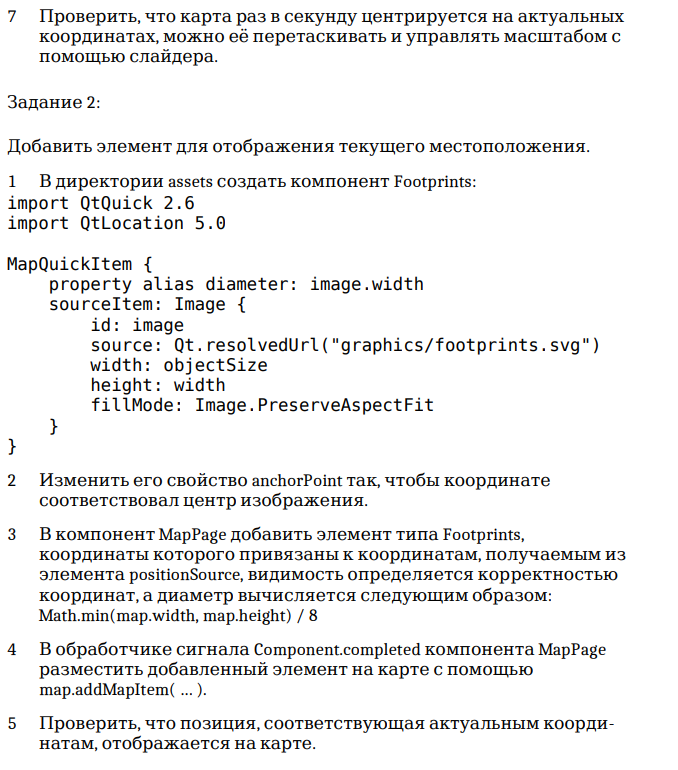 7 Проверить, что карта раз в секунду центрируется на актуальных
координатах, можно её перетаскивать и управлять масштабом с
помощью слайдера.
Задание 2:
Добавить элемент для отображения текущего местоположения.
1 В директории assets создать компонент Footprints:
import QtQuick 2.6
import QtLocation 5.0
MapQuickItem {
    property alias diameter: image.width
    sourceItem: Image {
        id: image
        source: Qt.resolvedUrl("graphics/footprints.svg")
        width: objectSize
        height: width
        fillMode: Image.PreserveAspectFit
    }
}
2 Изменить его свойство anchorPoint так, чтобы координате
соответствовал центр изображения.
3 В компонент MapPage добавить элемент типа Footprints,
координаты которого привязаны к координатам, получаемым из
элемента positionSource, видимость определяется корректностью
координат, а диаметр вычисляется следующим образом:
Math.min(map.width, map.height) / 8
4 В обработчике сигнала Component.completed компонента MapPage
разместить добавленный элемент на карте с помощью
map.addMapItem( ... ).
5 Проверить, что позиция, соответствующая актуальным коорди-
натам, отображается на карте.